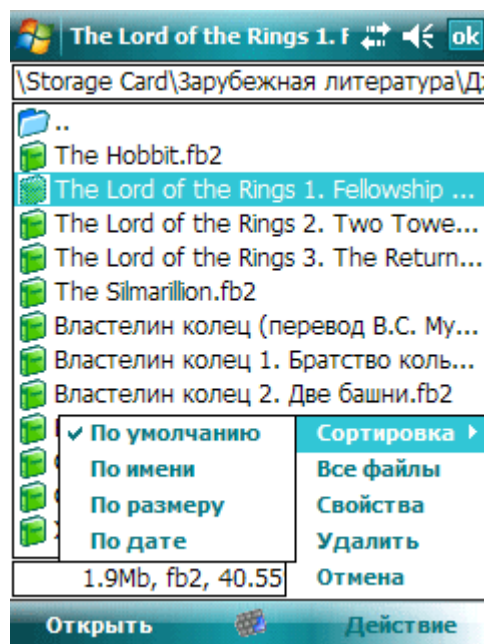 The Lord of the Rings 1. F
ok
\Storage Card\Зарубежная литература\Дж
..
The Hobbit.fb2
The Lord of the Rings 1. Fellowship ...
The Lord of the Rings 2. Two Towe...
The Lord of the Rings 3. The Return...
The Silmarillion.fb2
Властелин колец (перевод В.С. Му...
Властелин колец 1. Братство коль...
Властелин колец 2. Две башни.fb2
По умолчанию
По имени
По размеру
По дате
Сортировка
Все файлы
Свойства
Удалить
Отмена
1.9Mb, fb2, 40.55
Открыть
Действие